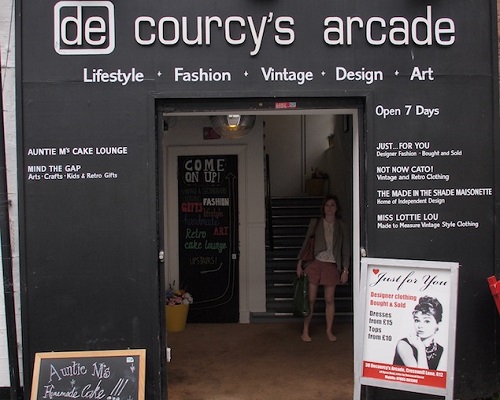 de courcy's arcade
Lifestyle + Fashion + Vintage + Design + Art
Open 7 Days
AUNTIE M's CAKE LOUNGE
MIND THE GAP
Arts · Crafts · Kids & Retro Gifts
JUST... FOR YOU
Designer Fashion · Bought and Sold
NOT NOW CATO!
Vintage and Retro Clothing
THE MADE IN THE SHADE MAISONETTE
Home of Independent Design
MISS LOTTIE LOU
Made to Measure Vintage Style Clothing
COME
ON UP!
FASHION
GIFTS lifestyle
ART
Retro
cake lounge
UPSTAIRS
Just for You
Designer clothing
Bought & Sold
Dresses
from £15
Tops
from £10
Auntie M's
Homemade Cake!!!